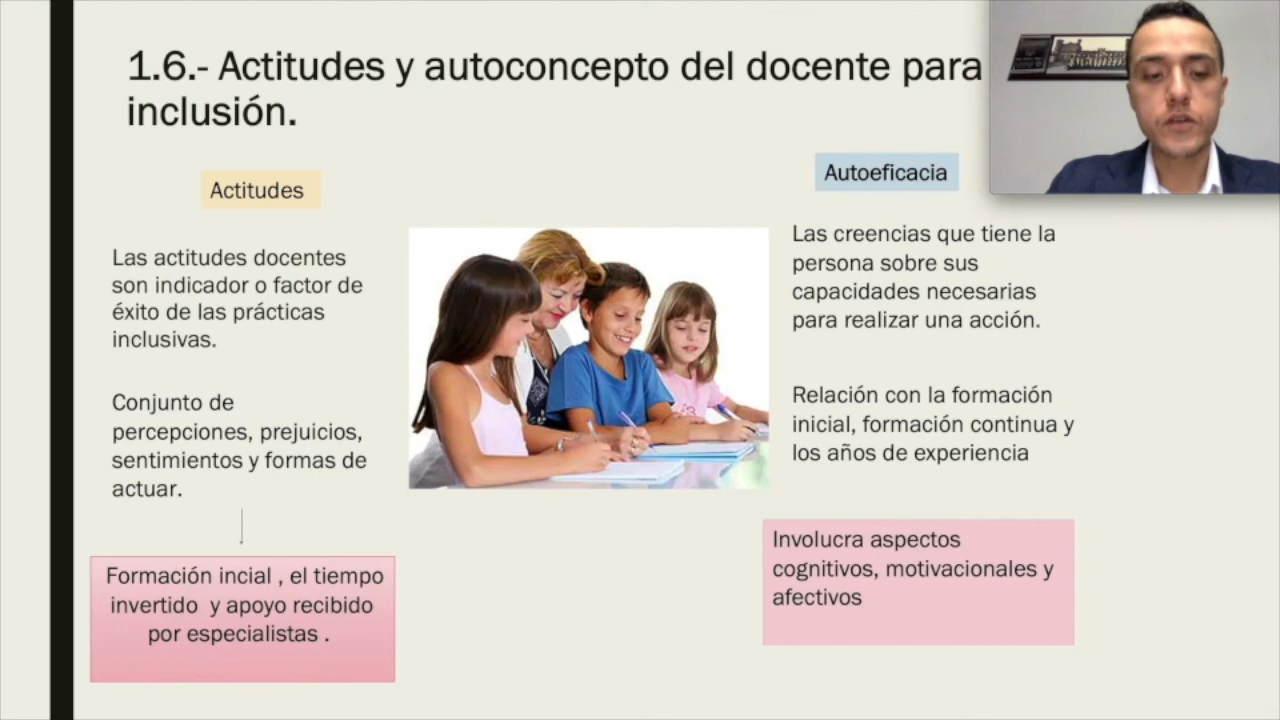 1.6.- Actitudes y autoconcepto del docente para
inclusión.
Actitudes
Las actitudes docentes
son indicador o factor de
éxito de las prácticas
inclusivas.
Conjunto de
percepciones, prejuicios,
sentimientos y formas de
actuar.
Formación incial , el tiempo
invertido y apoyo recibido
por especialistas .
Autoeficacia
Las creencias que tiene la
persona sobre sus
capacidades necesarias
para realizar una acción.
Relación con la formación
inicial, formación continua y
los años de experiencia
Involucra aspectos
cognitivos, motivacionales y
afectivos